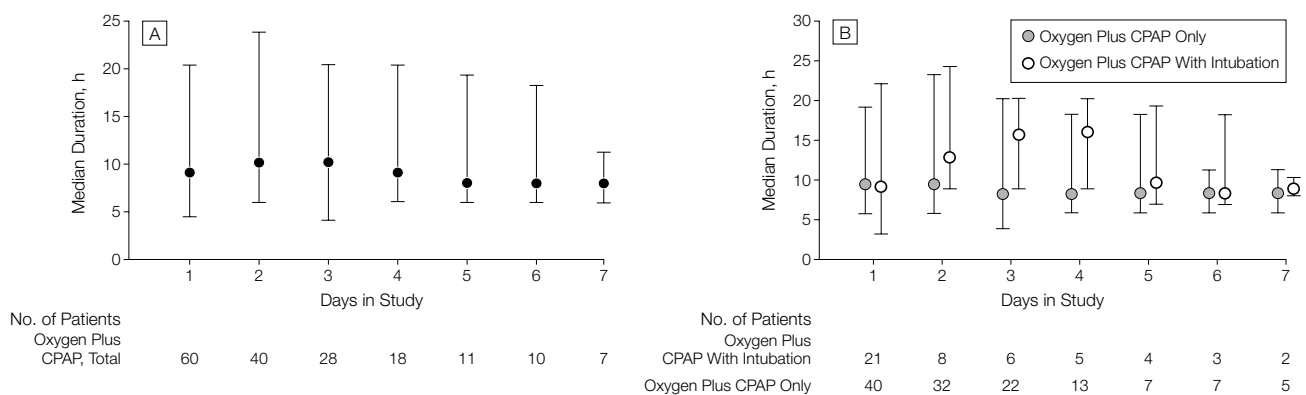 A
25
20
15
10
5
0
Median Duration, h
1 2 3 4 5 6 7
Days in Study
No. of Patients
Oxygen Plus
CPAP, Total 60 40 28 18 11 10 7
B
30
25
20
15
10
5
0
Median Duration, h
Oxygen Plus CPAP Only
Oxygen Plus CPAP With Intubation
1 2 3 4 5 6 7
Days in Study
No. of Patients
Oxygen Plus
CPAP With Intubation 21 8 6 5 4 3 2
Oxygen Plus CPAP Only 40 32 22 13 7 7 5